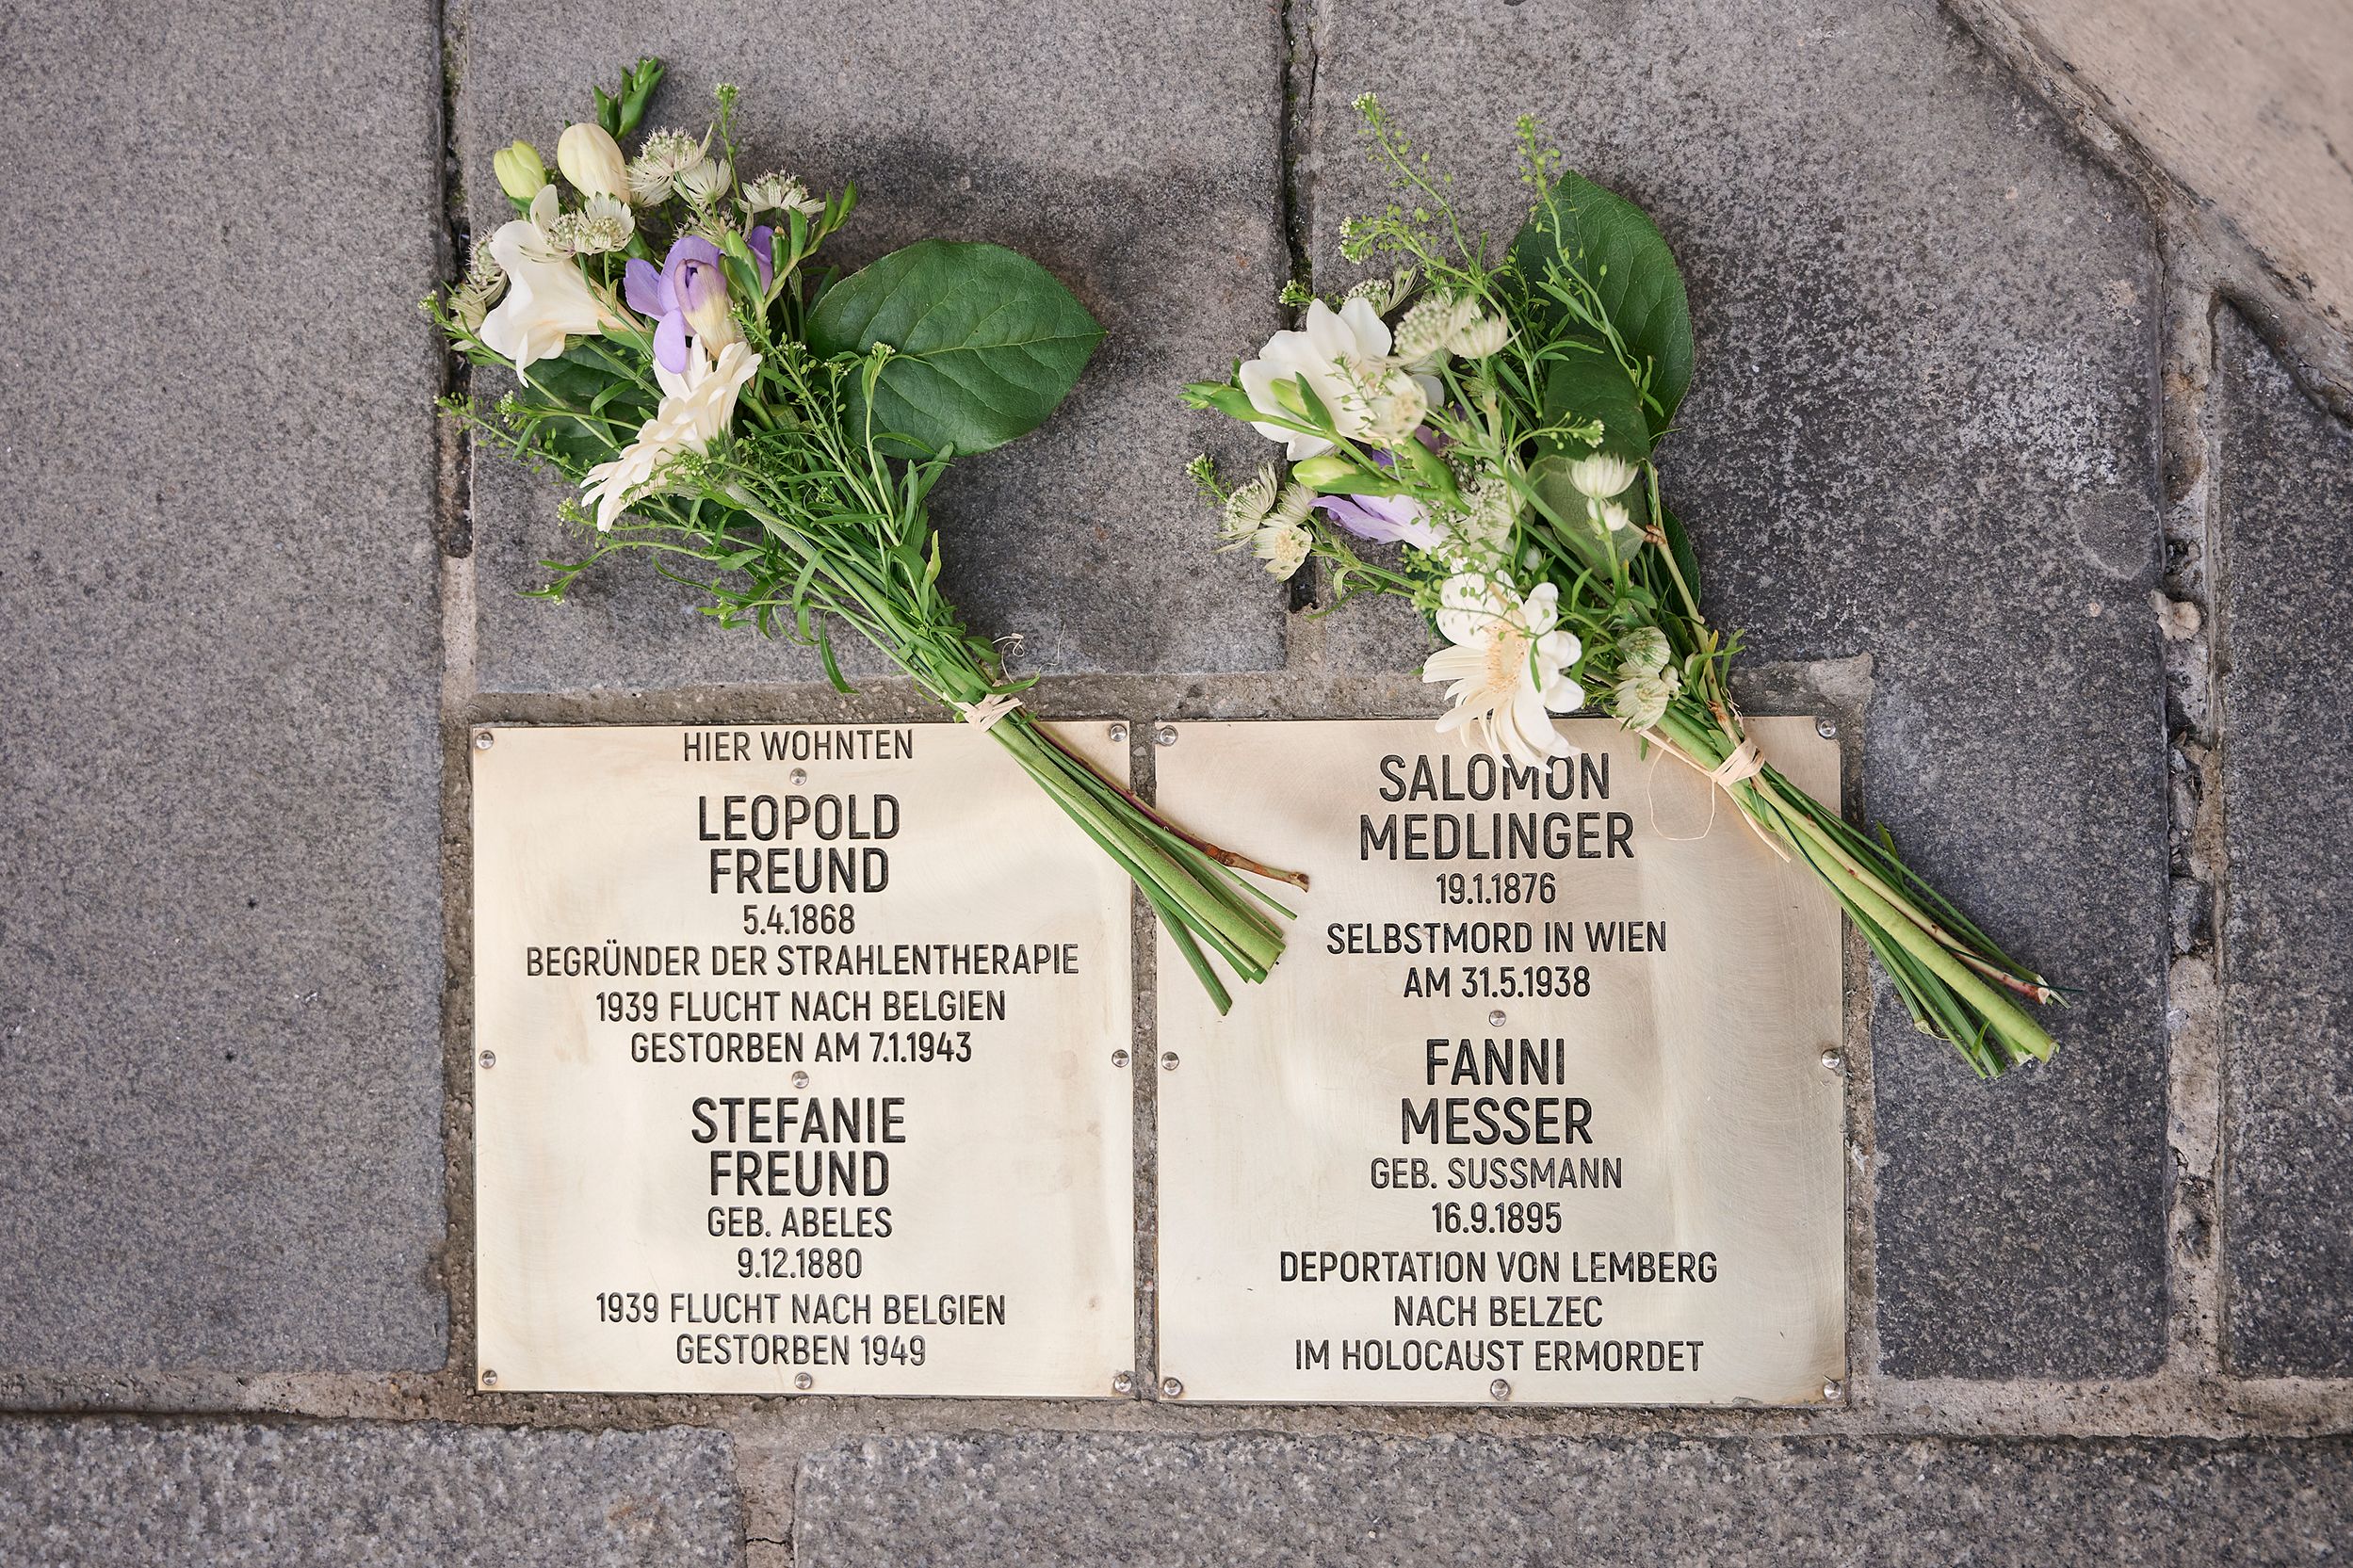 HIER WOHNTEN
LEOPOLD
FREUND
5.4.1868
BEGRÜNDER DER STRAHLENTHERAPIE
1939 FLUCHT NACH BELGIEN
GESTORBEN AM 7.1.1943
STEFANIE
FREUND
GEB. ABELES
9.12.1880
1939 FLUCHT NACH BELGIEN
GESTORBEN 1949
SALOMON
MEDLINGER
19.1.1876
SELBSTMORD IN WIEN
AM 31.5.1938
FANNI
MESSER
GEB. SUSSMANN
16.9.1895
DEPORTATION VON LEMBERG
NACH BELZEC
IM HOLOCAUST ERMORDET